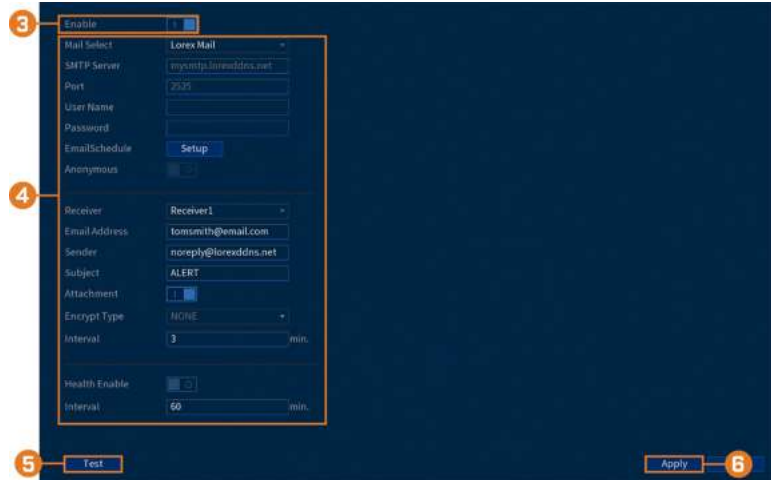 3 Enable
Mail Select Lorex Mail
SMTP Server mysmtp.lorexddns.net
Port 2525
User Name
Password
EmailSchedule Setup
Anonymous
4
Receiver Receiver1
Email Address tomsmith@email.com
Sender noreply@lorexddns.net
Subject ALERT
Attachment
Encrypt Type NONE
Interval 3 min.
Health Enable
Interval 60 min.
5 Test Apply 6